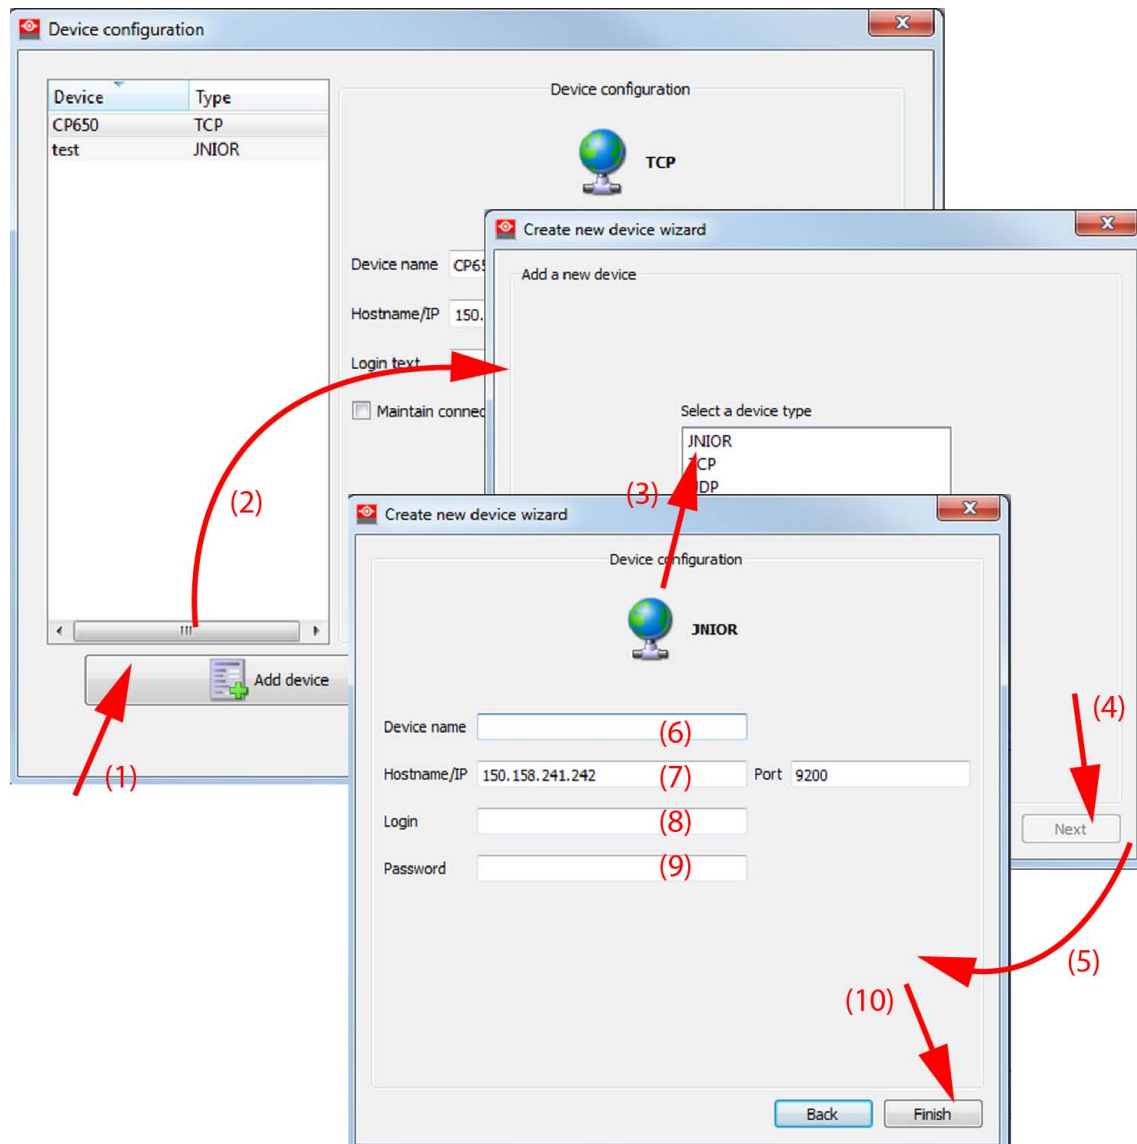 Device configuration
Device Type
CP650 TCP
test JNIOR
Device configuration
TCP
Device name
Hostname/IP 150.
Login text
Maintain
Add device
(1)
(2)
Create new device wizard
Add a new device
Select a device type
JNIOR
(3)
(4)
Next
(5)
Create new device wizard
Device configuration
JNIOR
Device name (6)
Hostname/IP 150.158.241.242 (7) Port 9200
Login (8)
Password (9)
(10)
Back Finish